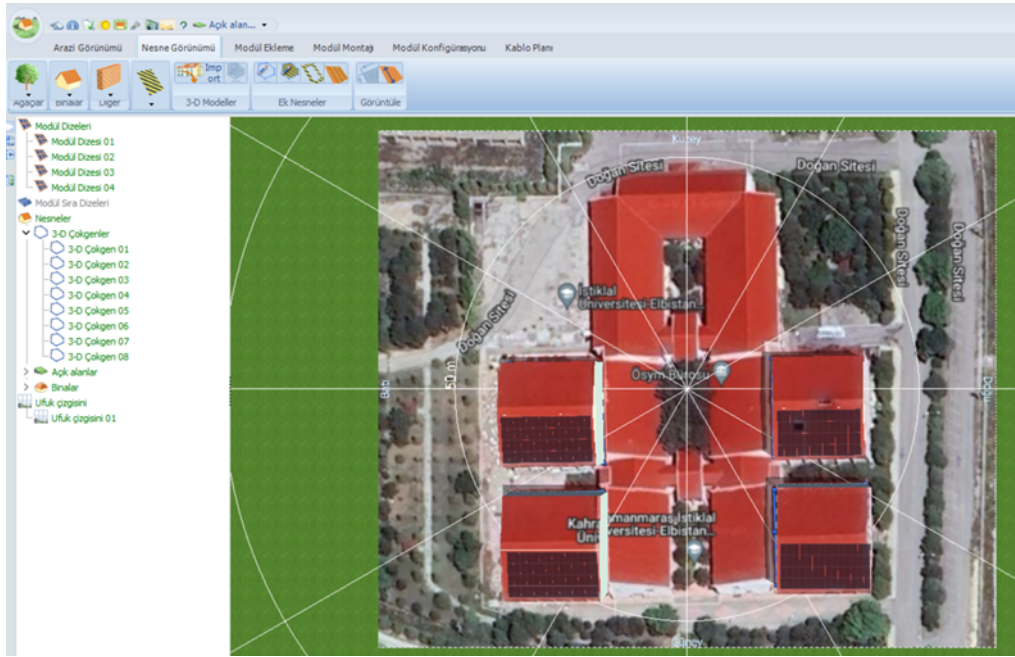 ? Açık alan...
Arazi Görünümü Nesne Görünümü Modül Ekleme Modül Montajı Modül Konfigürasyonu Kablo Planı
Imp
ort
Ağaçlar Binalar Diğer 3-D Modeller Ek Nesneler Görüntüle
Modül Dizeleri
Modül Dizesi 01
Modül Dizesi 02
Modül Dizesi 03
Modül Dizesi 04
Modül Sıra Dizeleri
Nesneler
3-D Çokgenler
3-D Çokgen 01
3-D Çokgen 02
3-D Çokgen 03
3-D Çokgen 04
3-D Çokgen 05
3-D Çokgen 06
3-D Çokgen 07
3-D Çokgen 08
Açık alanlar
Binalar
Ufuk çizgisini
Ufuk çizgisini 01
Kuzey
Doğan Sitesi
Doğan Sitesi
Doğan Sitesi
Doğan Sitesi
İstiklal
Üniversitesi-Elbistan...
Doğan Sitesi
Ösym Bürosu
50 m
Batı
Doğu
Kahramanmaraş İstiklal
Üniversitesi-Elbistan...
Güney